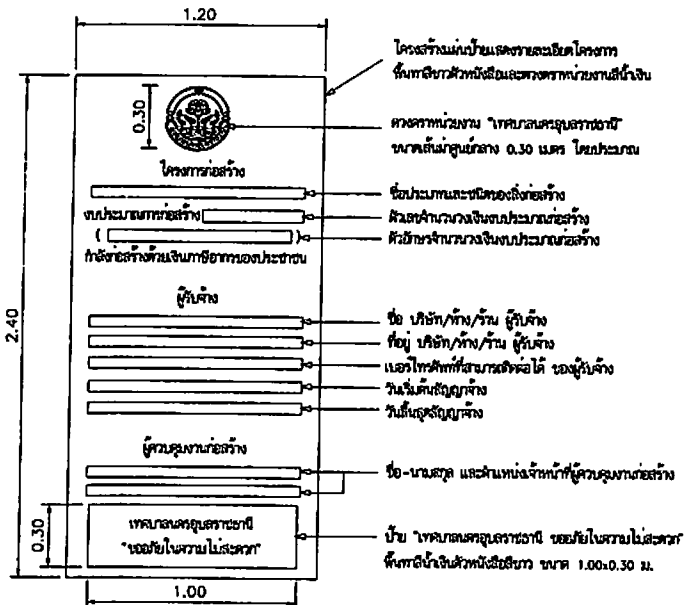 1.20
โครงสร้างแผ่นป้ายแสดงรายละเอียดโครงการ
พื้นทาสีขาวตัวหนังสือและดวงตราหน่วยงานสีน้ำเงิน
0.30
ดวงตราหน่วยงาน "เทศบาลนครอุบลราชธานี"
ขนาดเส้นผ่าศูนย์กลาง 0.30 เมตร โดยประมาณ
โครงการก่อสร้าง
ชื่อประเภทและชนิดของสิ่งก่อสร้าง
งบประมาณการก่อสร้าง
ตัวเลขจำนวนวงเงินงบประมาณก่อสร้าง
( )
ตัวอักษรจำนวนวงเงินงบประมาณก่อสร้าง
กำลังก่อสร้างด้วยเงินภาษีอากรของประชาชน
2.40
ผู้รับจ้าง
ชื่อ บริษัท/ห้าง/ร้าน ผู้รับจ้าง
ที่อยู่ บริษัท/ห้าง/ร้าน ผู้รับจ้าง
เบอร์โทรศัพท์ที่สามารถติดต่อได้ ของผู้รับจ้าง
วันเริ่มต้นสัญญาจ้าง
วันสิ้นสุดสัญญาจ้าง
ผู้ควบคุมงานก่อสร้าง
ชื่อ-นามสกุล และตำแหน่งเจ้าหน้าที่ผู้ควบคุมงานก่อสร้าง
0.30
เทศบาลนครอุบลราชธานี
"ขออภัยในความไม่สะดวก"
ป้าย "เทศบาลนครอุบลราชธานี ขออภัยในความไม่สะดวก"
พื้นทาสีน้ำเงินตัวหนังสือสีขาว ขนาด 1.00x0.30 ม.
1.00